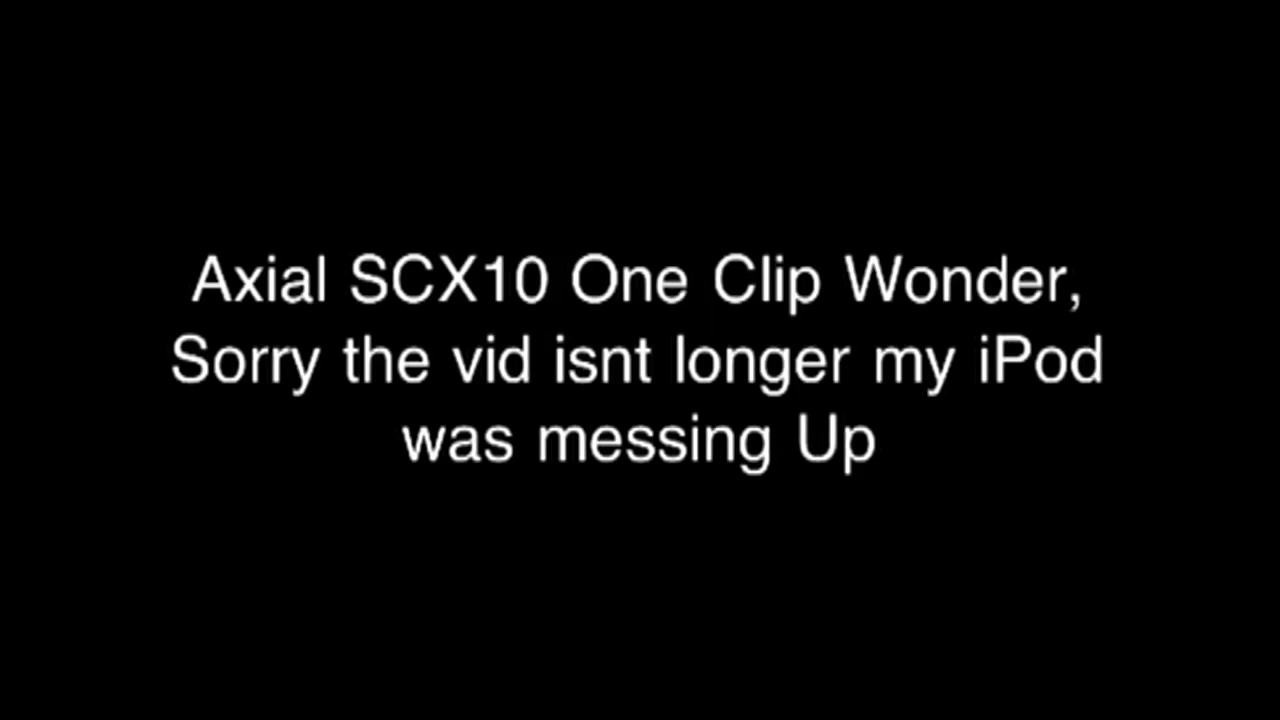 Axial SCX10 One Clip Wonder,
Sorry the vid isnt longer my iPod
was messing Up